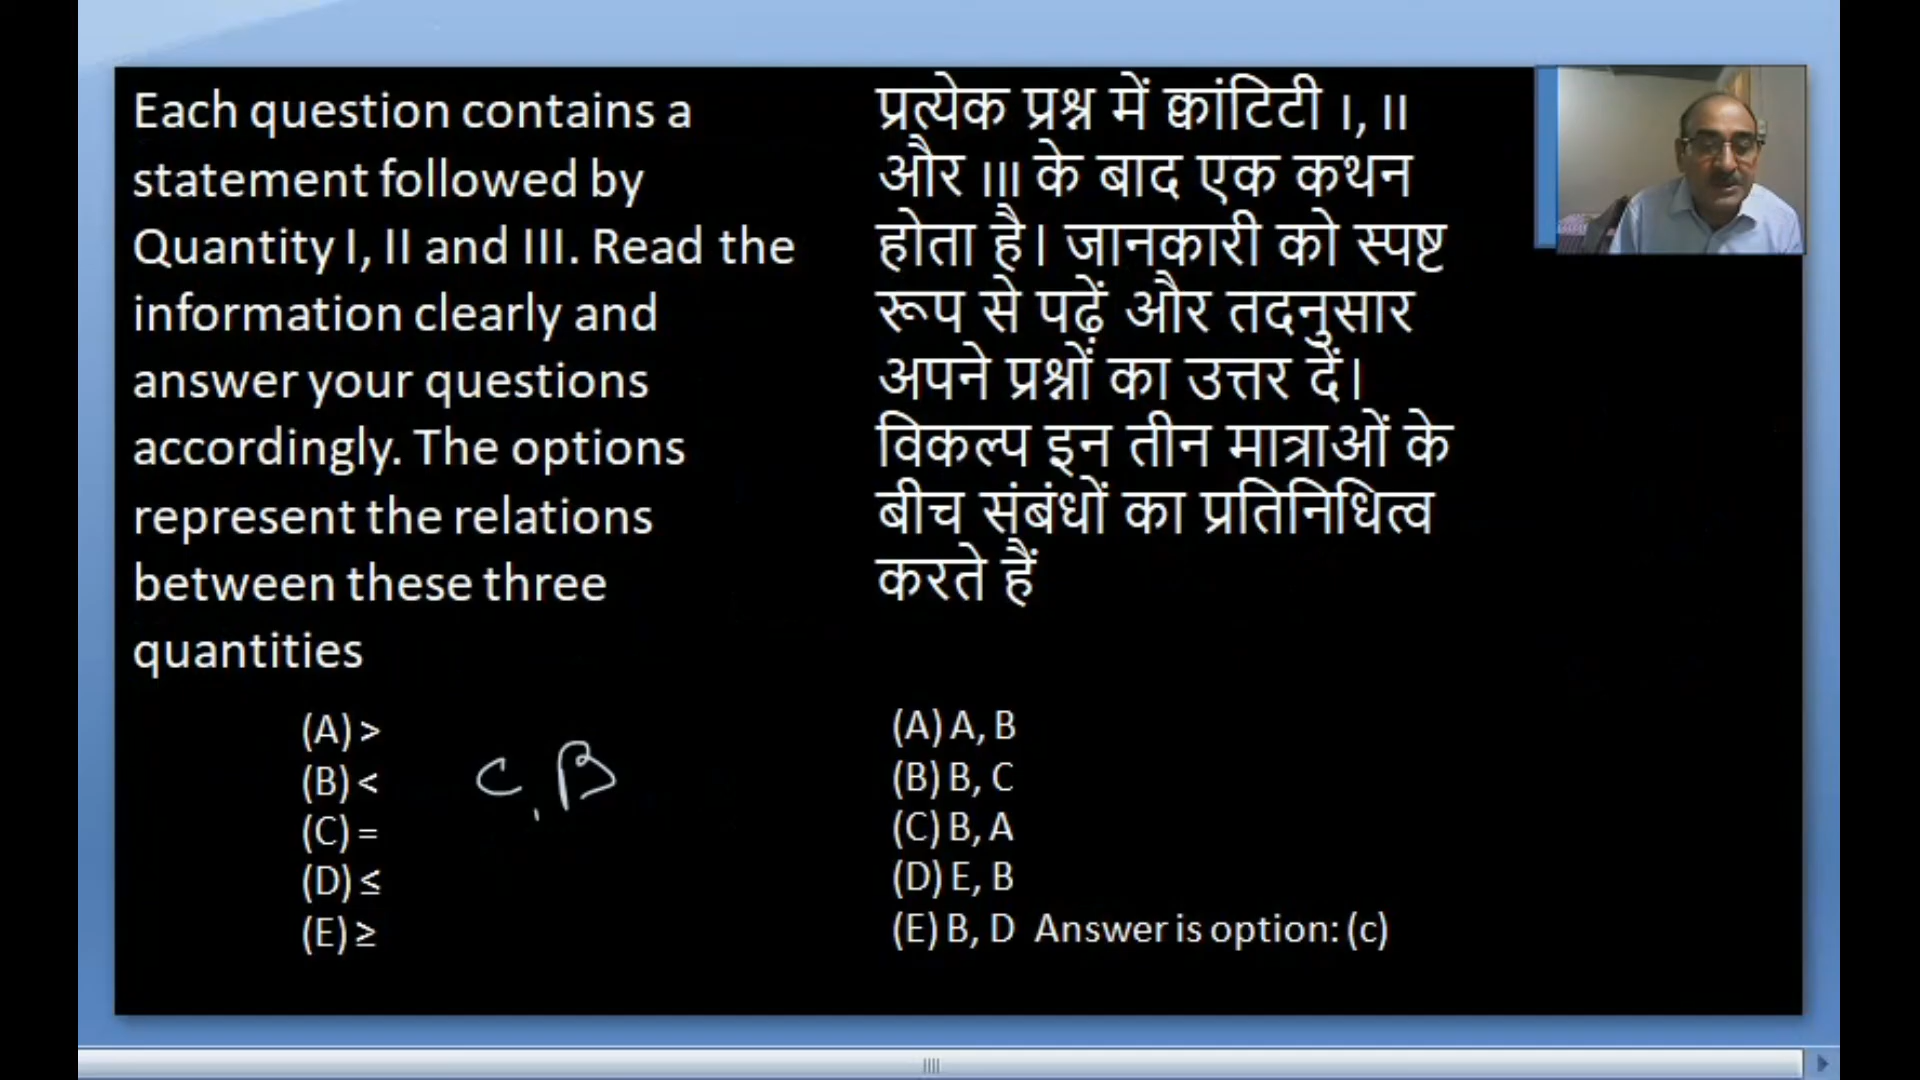 Each question contains a
statement followed by
Quantity I, II and III. Read the
information clearly and
answer your questions
accordingly. The options
represent the relations
between these three
quantities
(A) >
(B) <
(C) =
(D) ≤
(E) ≥
C, B
प्रत्येक प्रश्न में क्वांटिटी I, II
और III के बाद एक कथन
होता है। जानकारी को स्पष्ट
रूप से पढ़ें और तदनुसार
अपने प्रश्नों का उत्तर दें।
विकल्प इन तीन मात्राओं के
बीच संबंधों का प्रतिनिधित्व
करते हैं
(A) A, B
(B) B, C
(C) B, A
(D) E, B
(E) B, D Answer is option: (c)